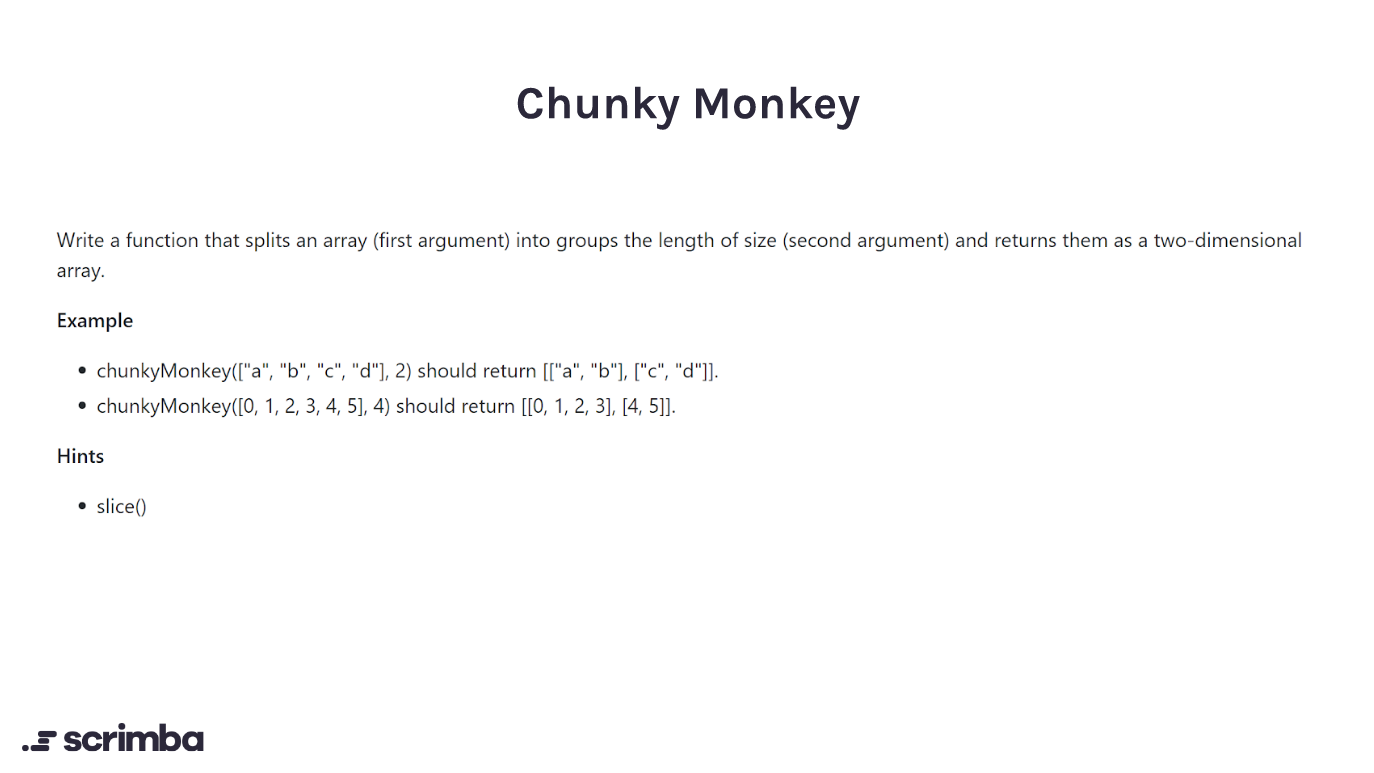 Chunky Monkey
Write a function that splits an array (first argument) into groups the length of size (second argument) and returns them as a two-dimensional
array.
Example
• chunkyMonkey(["a", "b", "c", "d"], 2) should return [["a", "b"], ["c", "d"]].
• chunkyMonkey([0, 1, 2, 3, 4, 5], 4) should return [[0, 1, 2, 3], [4, 5]].
Hints
• slice()
scrimba